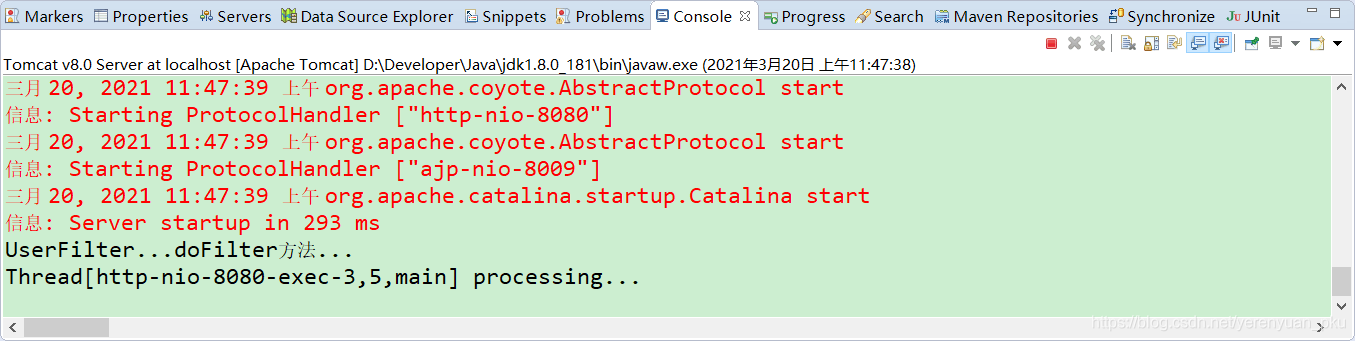 Markers Properties Servers Data Source Explorer Snippets Problems Console Progress Search Maven Repositories Synchronize JUnit
Tomcat v8.0 Server at localhost [Apache Tomcat] D:\Developer\Java\jdk1.8.0_181\bin\javaw.exe (2021年3月20日 上午11:47:38)
三月 20, 2021 11:47:39 上午 org.apache.coyote.AbstractProtocol start
信息: Starting ProtocolHandler ["http-nio-8080"]
三月 20, 2021 11:47:39 上午 org.apache.coyote.AbstractProtocol start
信息: Starting ProtocolHandler ["ajp-nio-8009"]
三月 20, 2021 11:47:39 上午 org.apache.catalina.startup.Catalina start
信息: Server startup in 293 ms
UserFilter...doFilter方法...
Thread[http-nio-8080-exec-3,5,main] processing...
https://blog.csdn.net/yerenyuan_pku